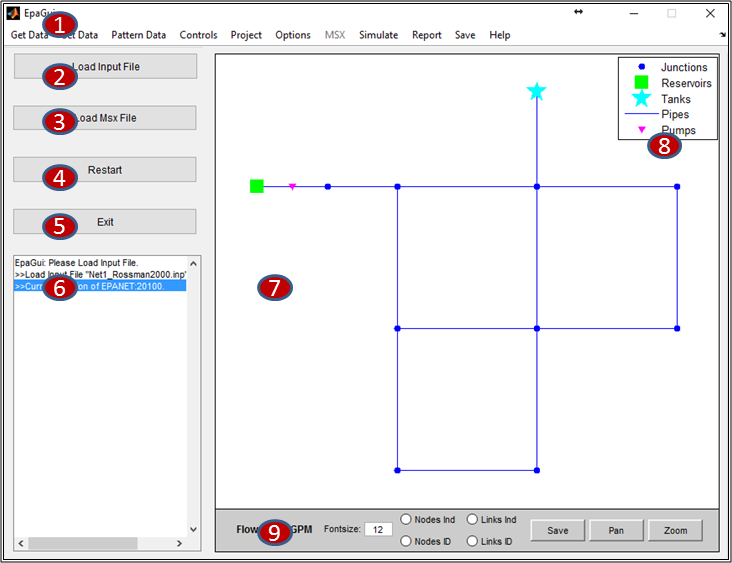 EpaGui
1
Get Data Set Data Pattern Data Controls Project Options MSX Simulate Report Save Help
Load Input File
2
Load Msx File
3
Restart
4
Exit
5
EpaGui: Please Load Input File.
>>Load Input File "Net1_Rossman2000.inp"
>>Curr on of EPANET:20100.
6
7
Junctions
Reservoirs
Tanks
Pipes
Pumps
8
Flow GPM
9
Fontsize: 12
Nodes Ind
Links Ind
Nodes ID
Links ID
Save
Pan
Zoom